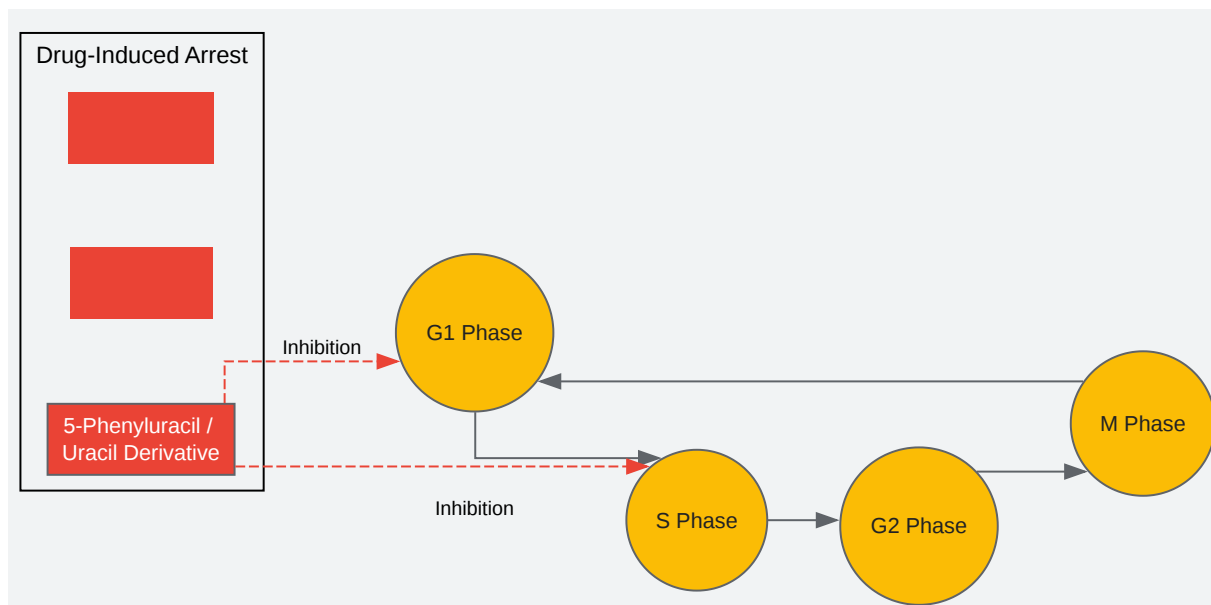 Drug-Induced Arrest
Inhibition
G1 Phase
5-Phenyluracil /
Uracil Derivative
M Phase
Inhibition
S Phase
G2 Phase